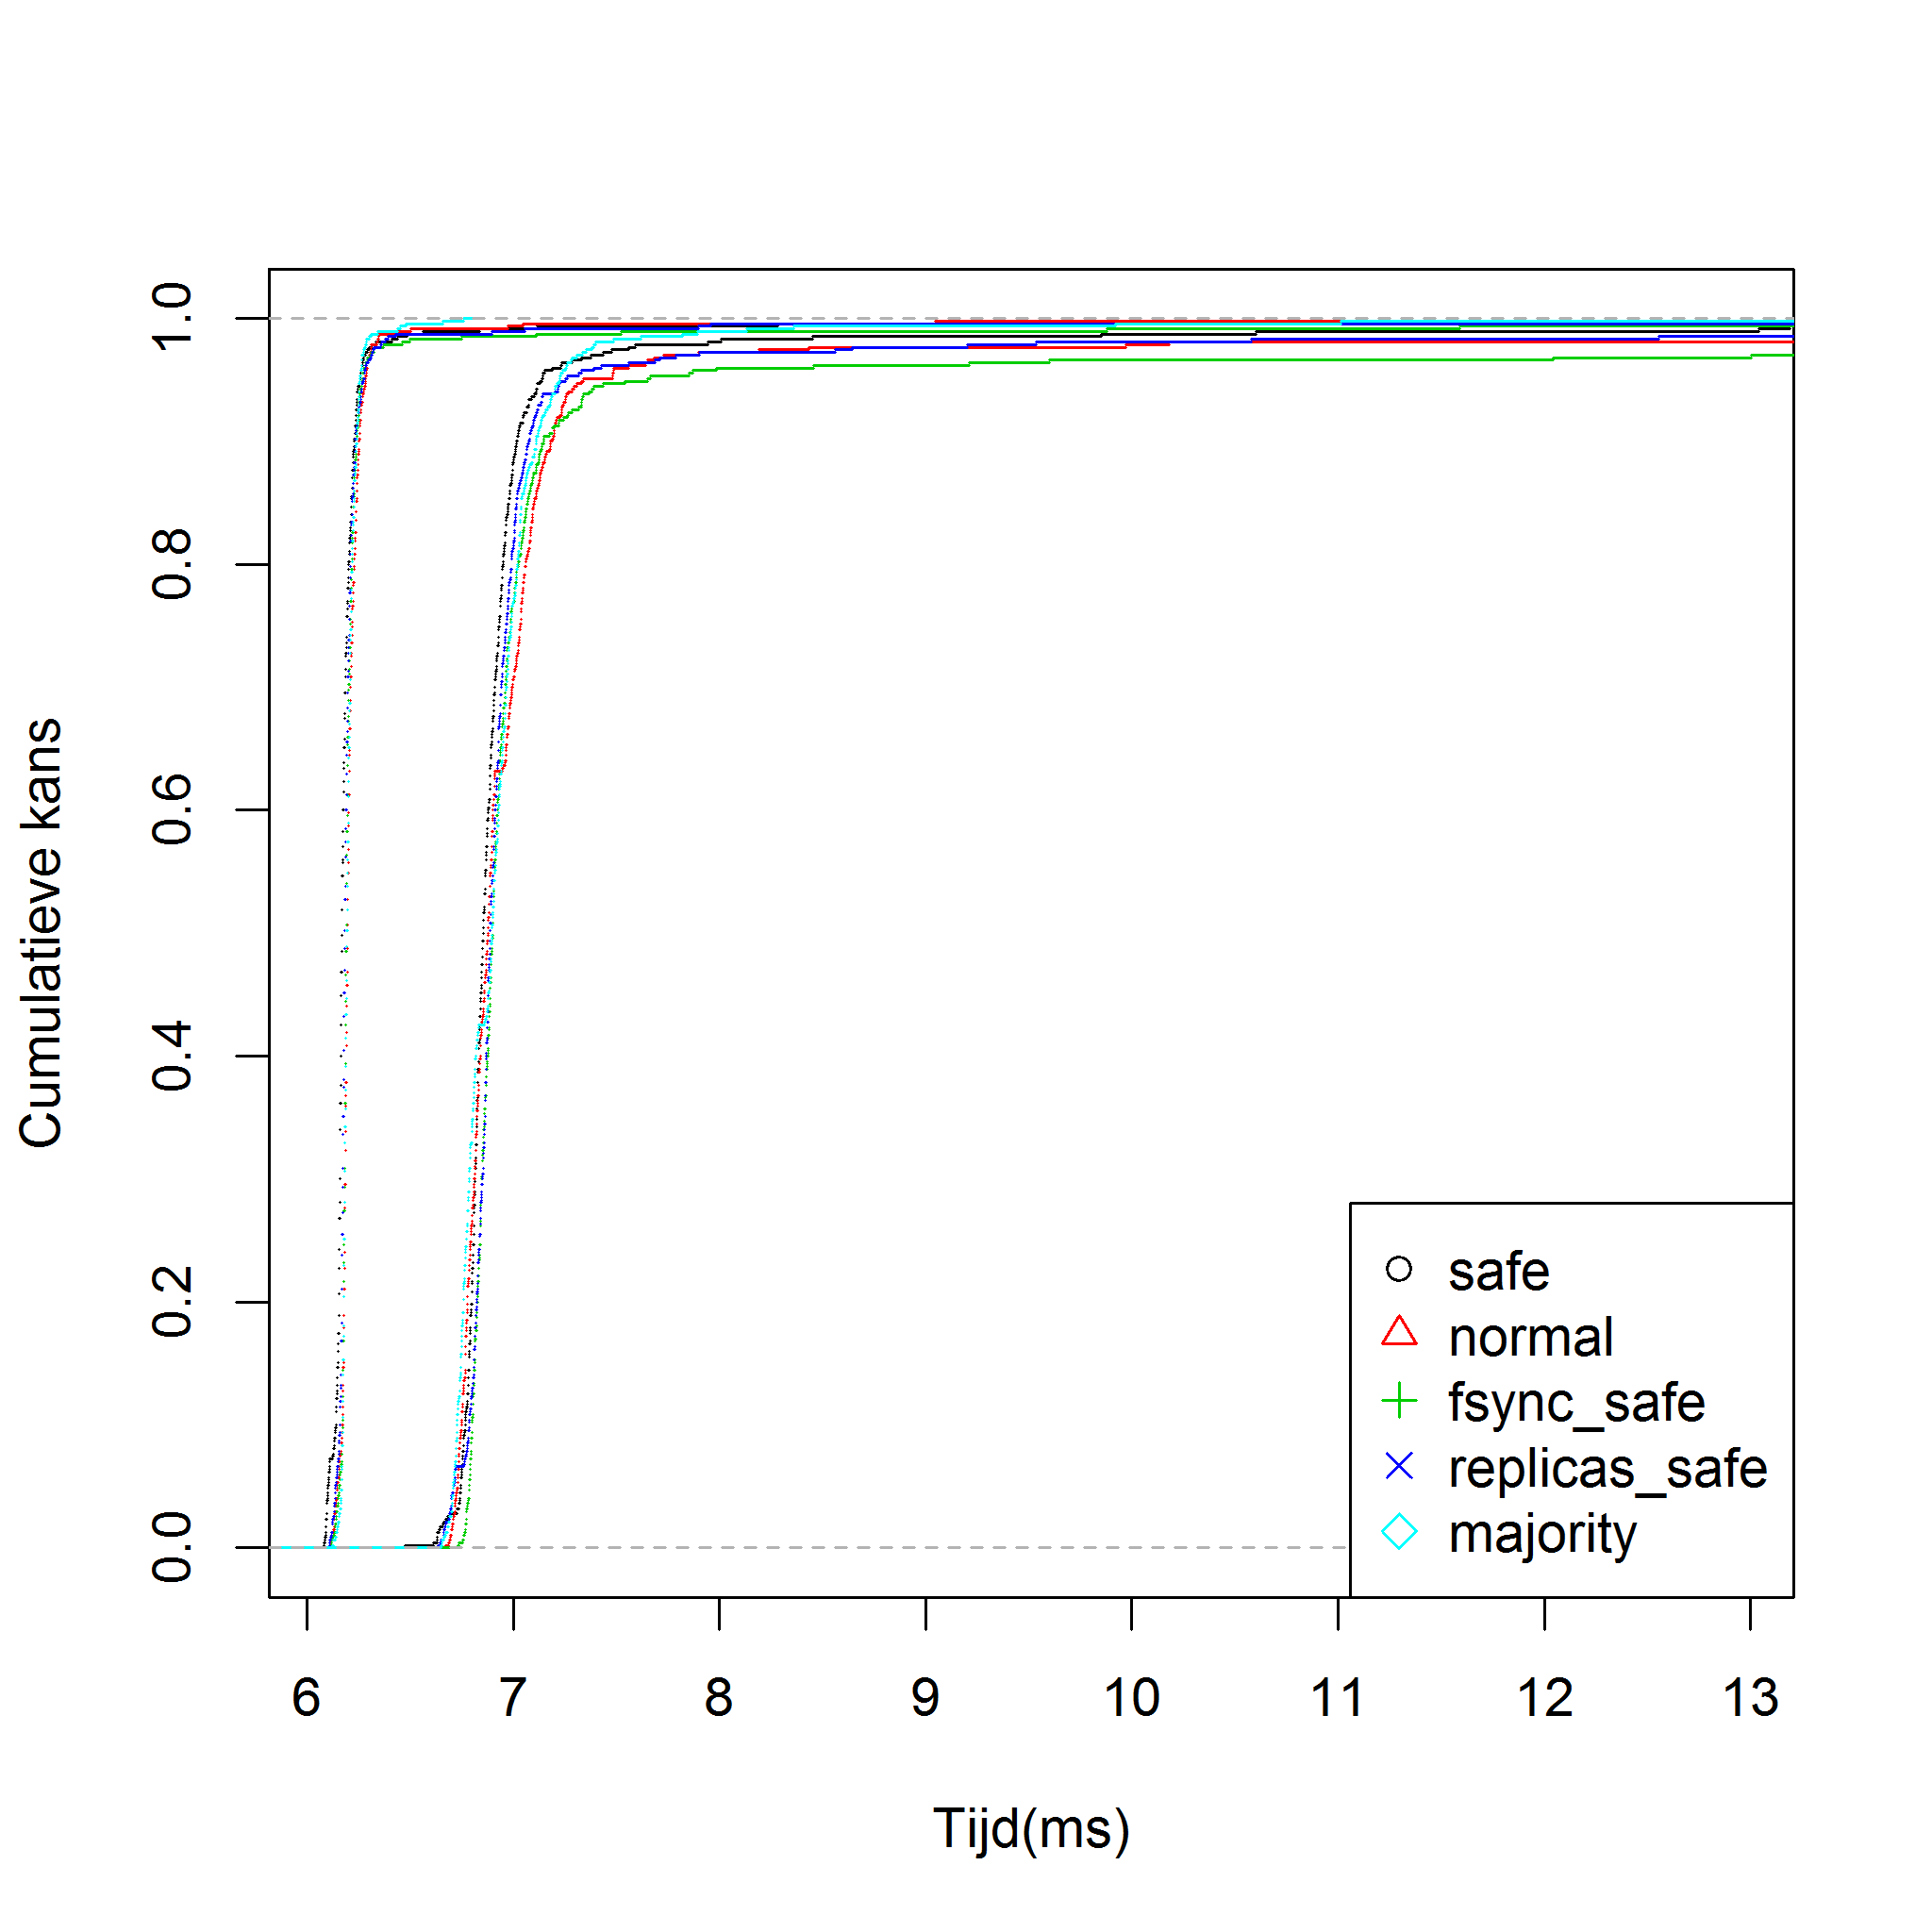 Cumulatieve kans
1.0
0.8
0.6
0.4
0.2
0.0
safe
normal
fsync_safe
replicas_safe
majority
6 7 8 9 10 11 12 13
Tijd(ms)